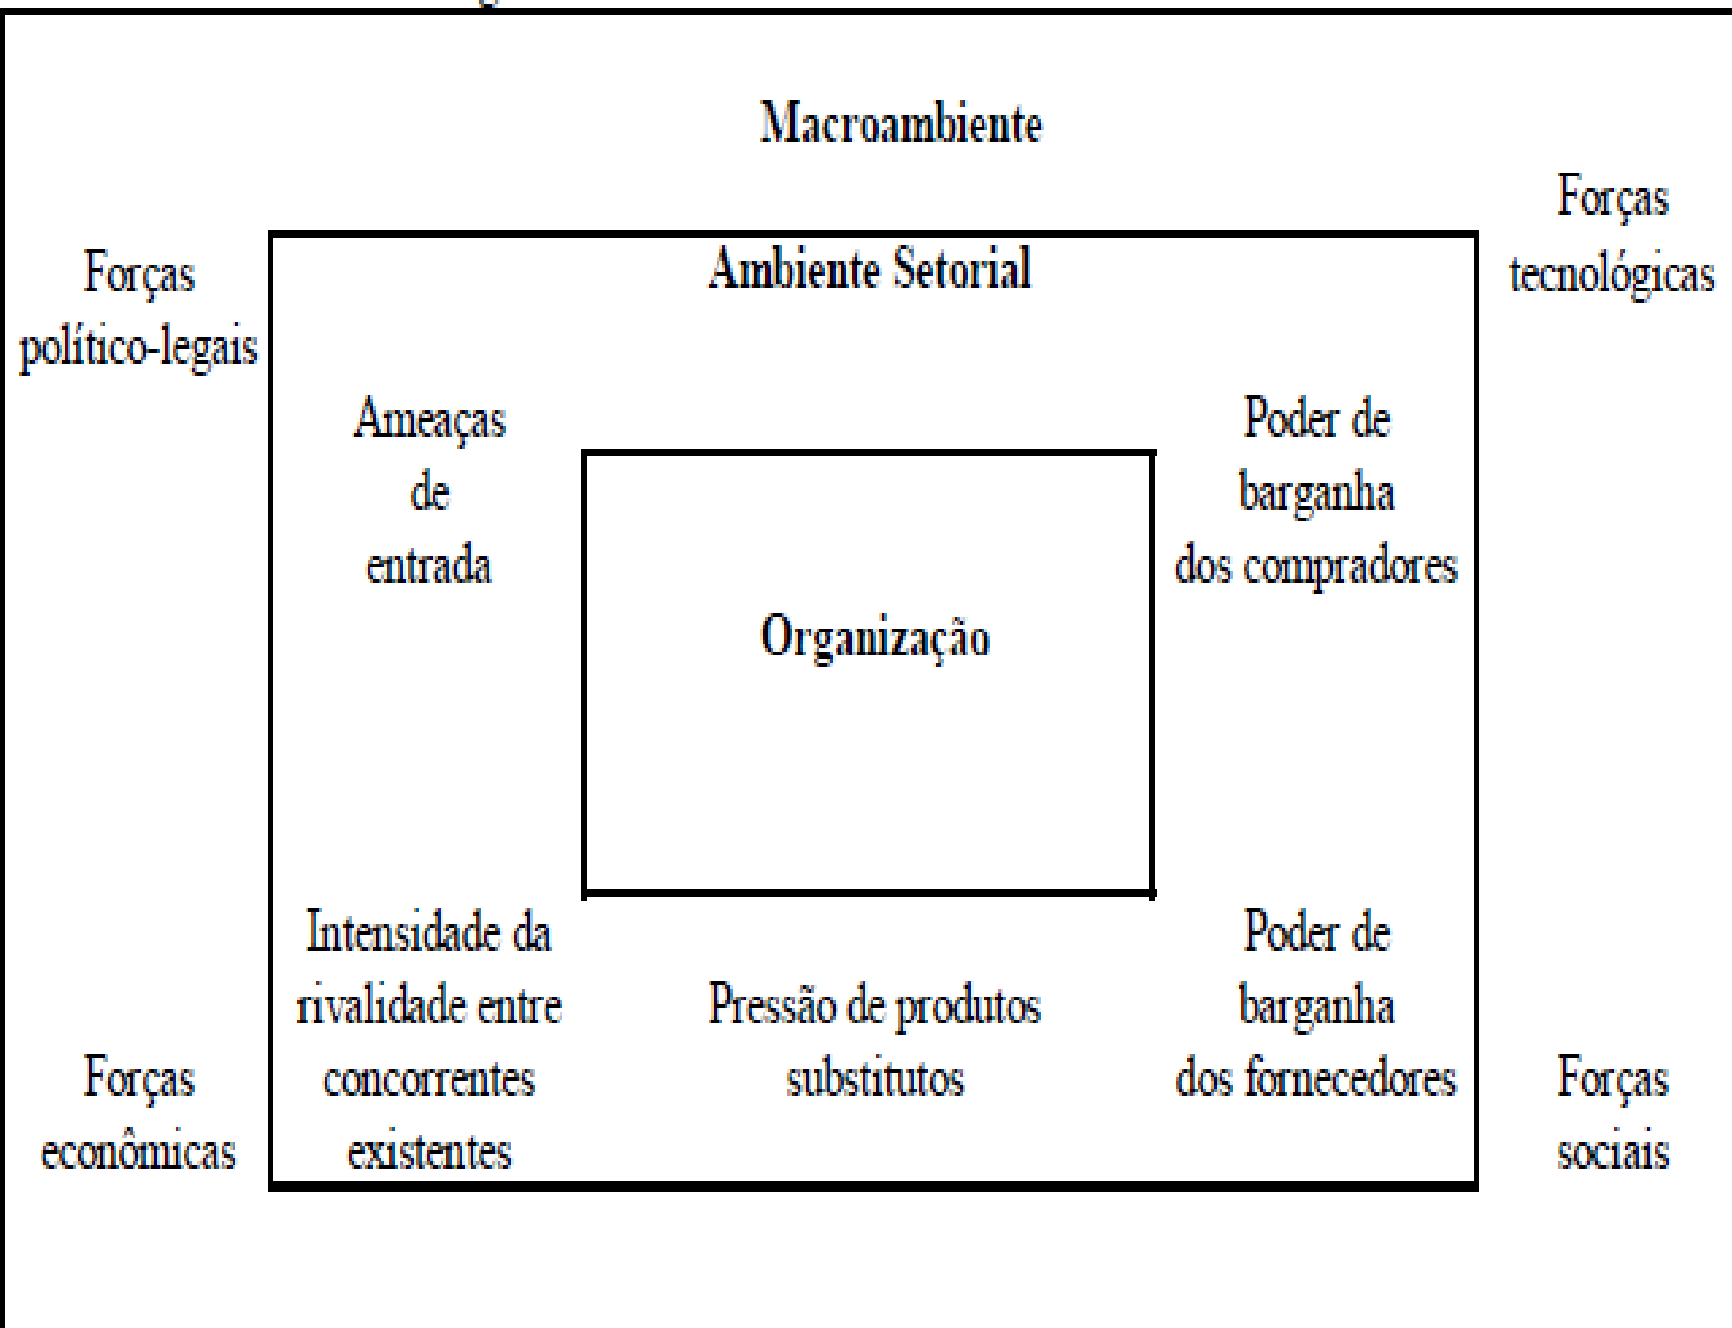 Macroambiente
Forças
tecnológicas
Forças
político-legais
Ambiente Setorial
Ameaças
de
entrada
Poder de
barganha
dos compradores
Organização
Intensidade da
rivalidade entre
concorrentes
existentes
Pressão de produtos
substitutos
Poder de
barganha
dos fornecedores
Forças
econômicas
Forças
sociais